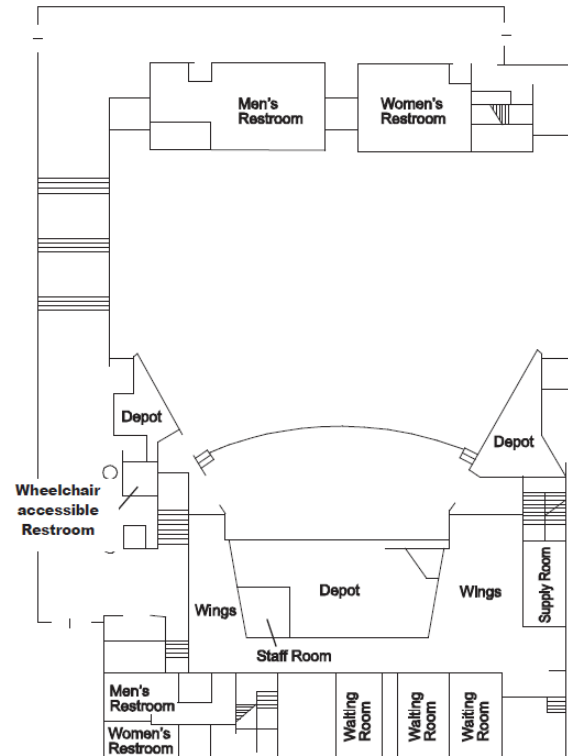 Men's
Restroom
Women's
Restroom
Depot
Depot
Wheelchair
accessible
Restroom
Wings
Depot
Wings
Supply Room
Staff Room
Men's
Restroom
Women's
Restroom
Waiting
Room
Waiting
Room
Waiting
Room